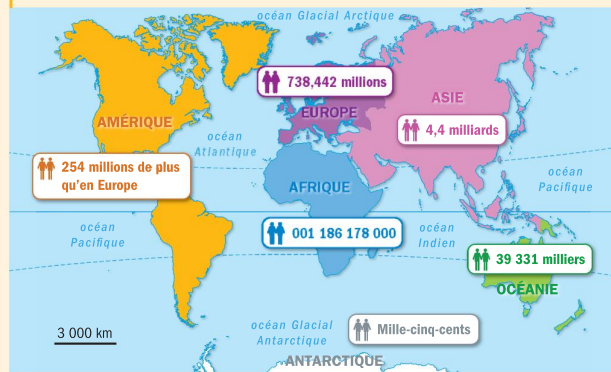 océan Glacial Arctique
738,442 millions
EUROPE
ASIE
AMÉRIQUE
4,4 milliards
océan
Atlantique
254 millions de plus
qu'en Europe
AFRIQUE
océan
Pacifique
océan
Pacifique
001 186 178 000
océan
Indien
39 331 milliers
OCÉANIE
3 000 km
océan Glacial
Antarctique
Mille-cinq-cents
ANTARCTIQUE